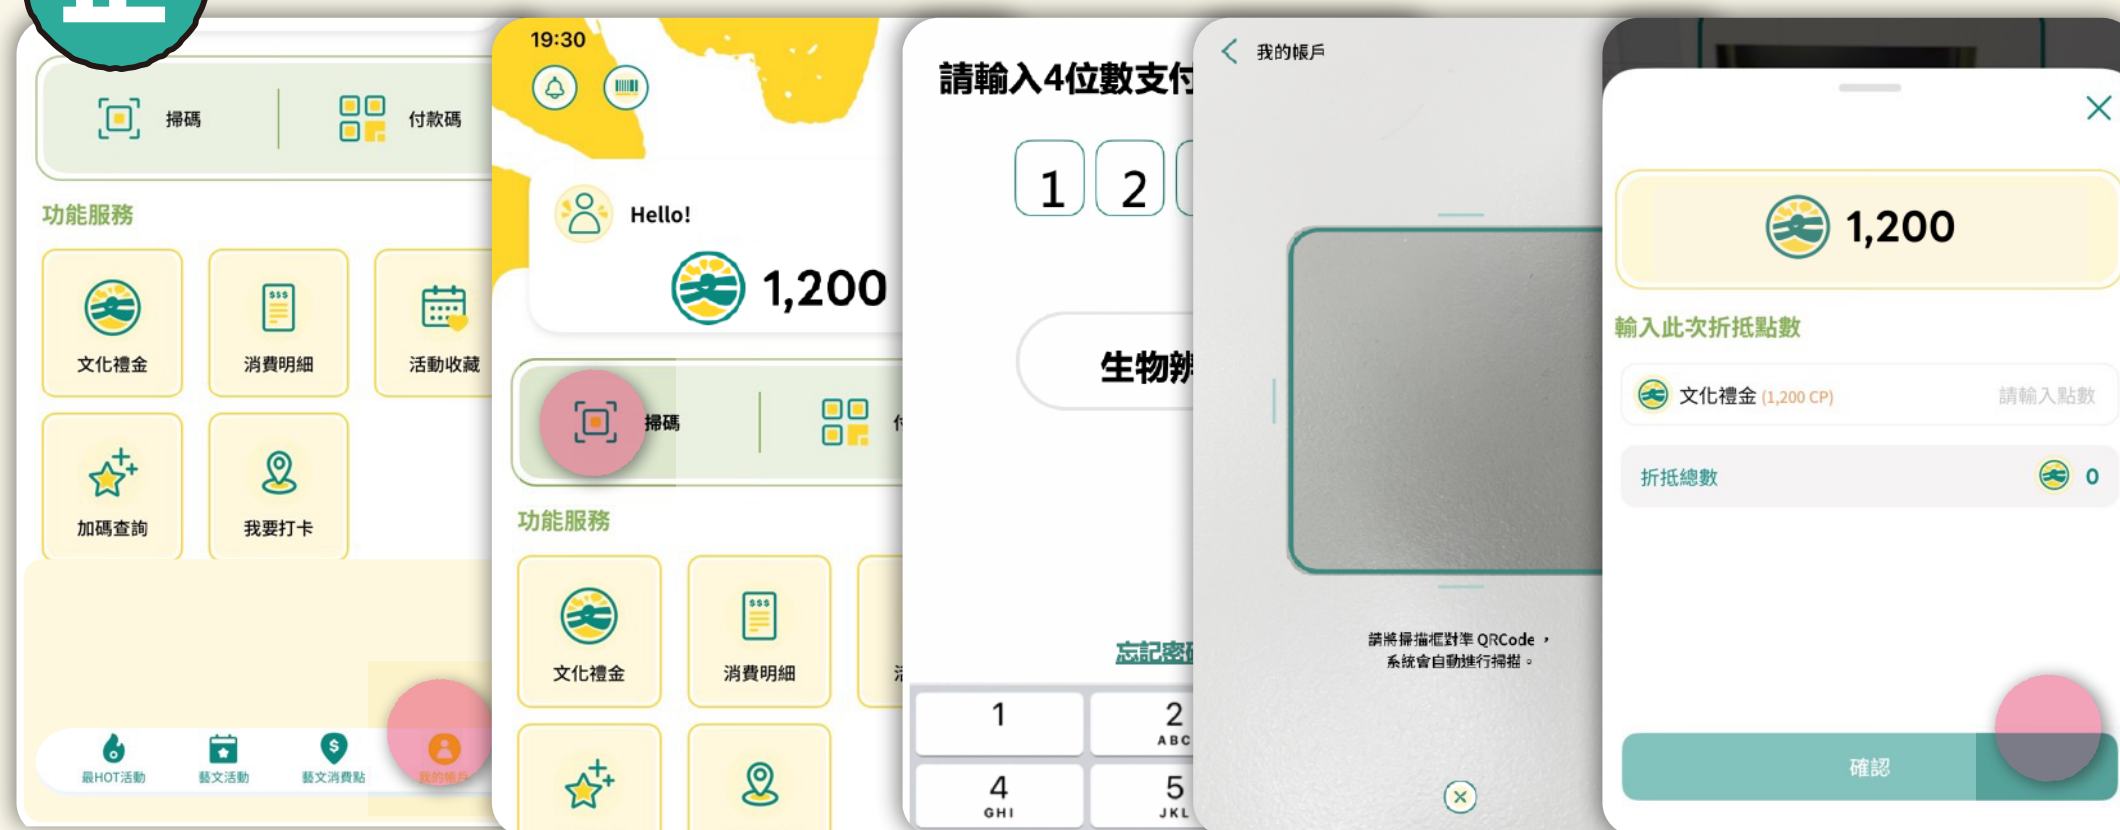 掃碼
付款碼
功能服務
文化禮金
消費明細
活動收藏
加碼查詢
我要打卡
最HOT活動
藝文活動
藝文消費點
我的帳戶
19:30
Hello!
1,200
掃碼
功能服務
文化禮金
消費明細
請輸入4位數支付
1
2
生物辨
忘記密
1
2
ABC
4
GHI
5
JKL
我的帳戶
請將掃描框對準 QRCode ，
系統會自動進行掃描。
1,200
輸入此次折抵點數
文化禮金 (1,200 CP)
請輸入點數
折抵總數
0
確認